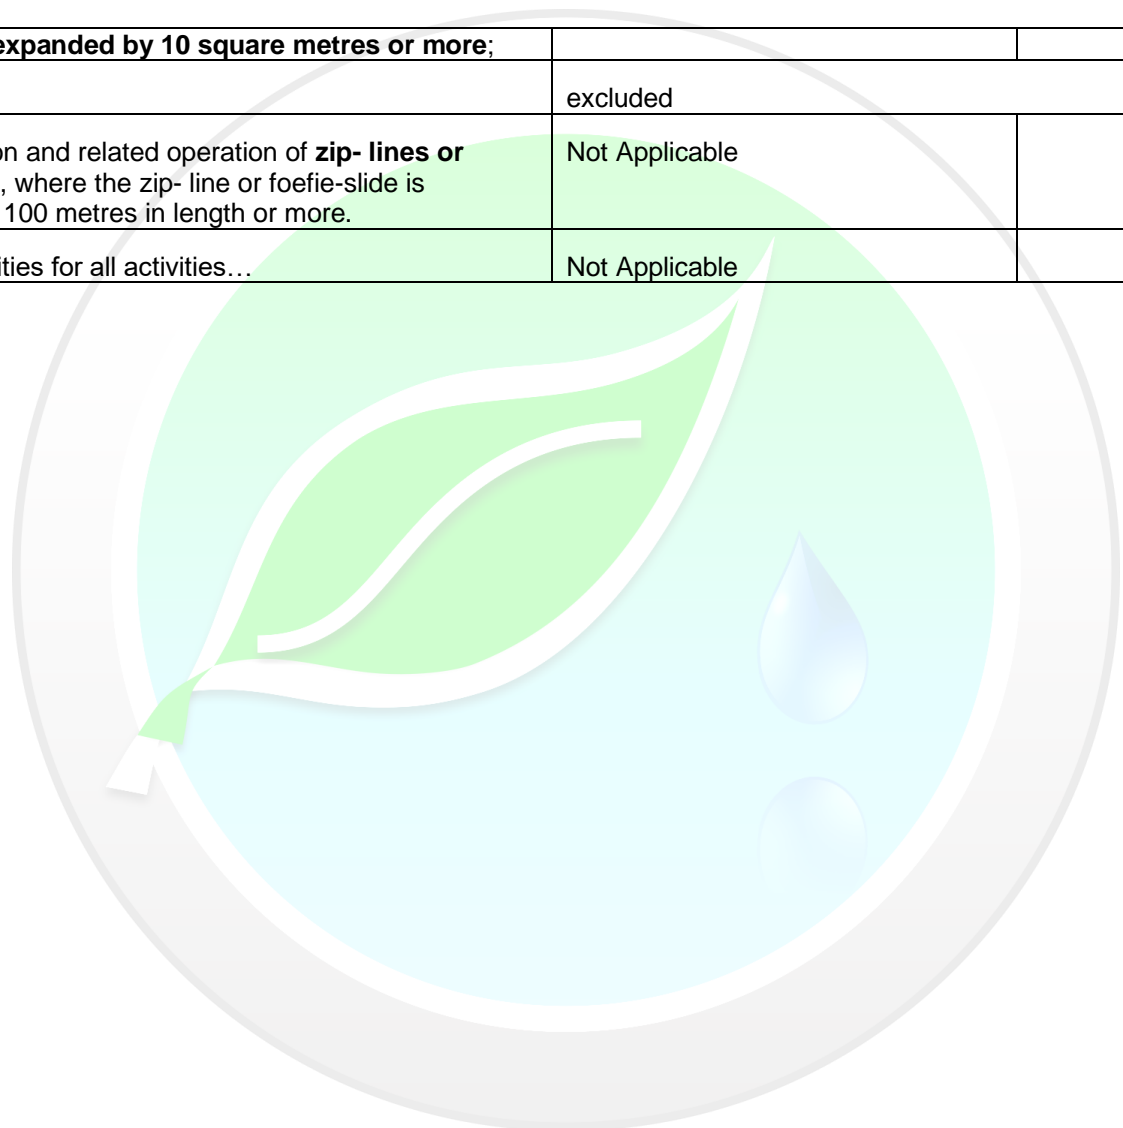 expanded by 10 square metres or more;
excluded
on and related operation of zip- lines or
, where the zip- line or foefie-slide is
100 metres in length or more.
Not Applicable
ities for all activities…
Not Applicable